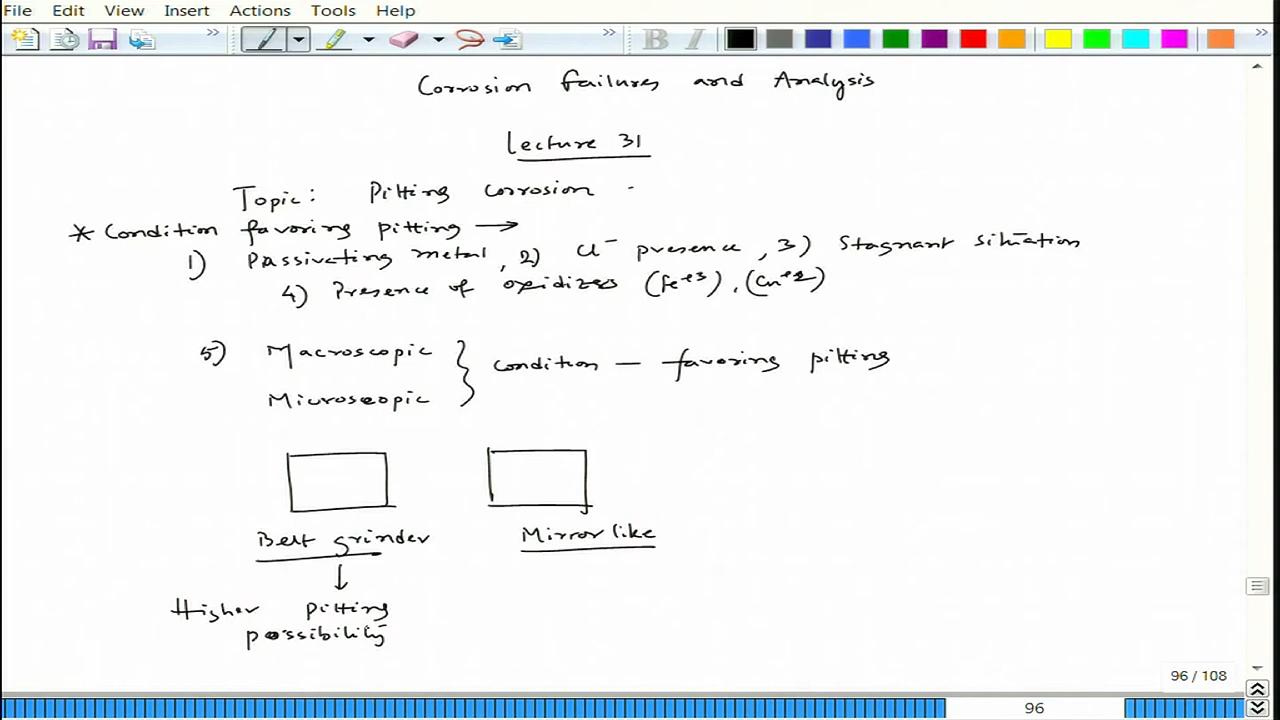 File Edit View Insert Actions Tools Help
Corrosion Failures and Analysis
Lecture 31
Topic: Pitting corrosion
* Condition favoring pitting →
1) Passivating metal, 2) Cl⁻ presence, 3) Stagnant situation
4) Presence of oxidizers (Fe⁺³), (Cu⁺²)
5) Macroscopic
Microscopic } condition — favoring pitting
Belt grinder Mirror like
↓
Higher pitting
possibility
96 / 108
96